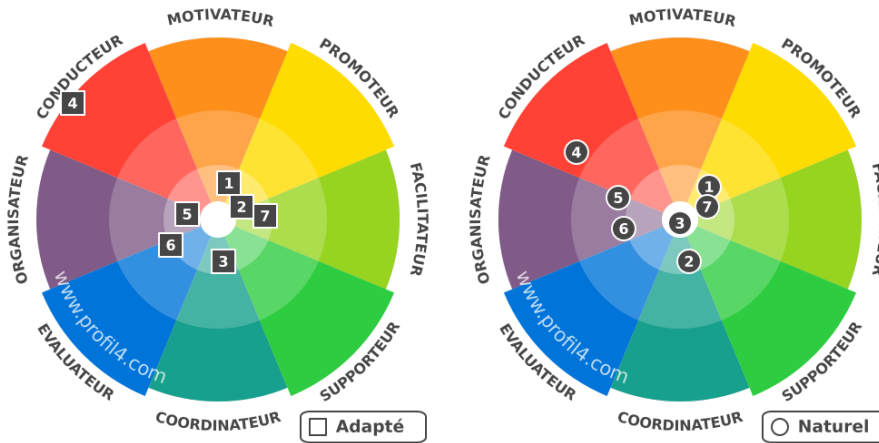 MOTIVATEUR
PROMOTEUR
FACILITATEUR
SUPPORTEUR
COORDINATEUR
EVALUATEUR
ORGANISATEUR
CONDUCTEUR
4
1
2
7
5
6
3
www.profil4.com
Adapté
MOTIVATEUR
PROMOTEUR
SUPPORTEUR
COORDINATEUR
EVALUATEUR
ORGANISATEUR
CONDUCTEUR
4
5
1
7
6
3
2
www.profil4.com
Naturel